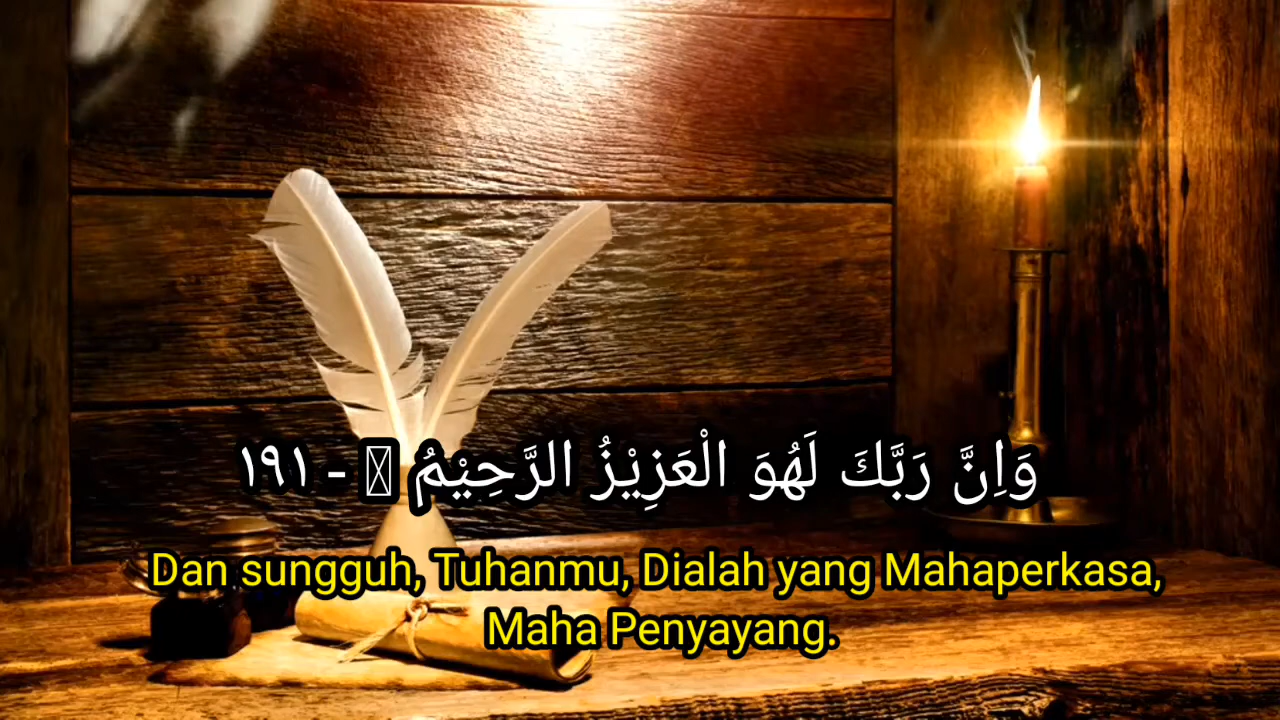 وَاِنَّ رَبَّكَ لَهُوَ الْعَزِيْزُ الرَّحِيْمُ - ١٩١
Dan sungguh, Tuhanmu, Dialah yang Mahaperkasa,
Maha Penyayang.